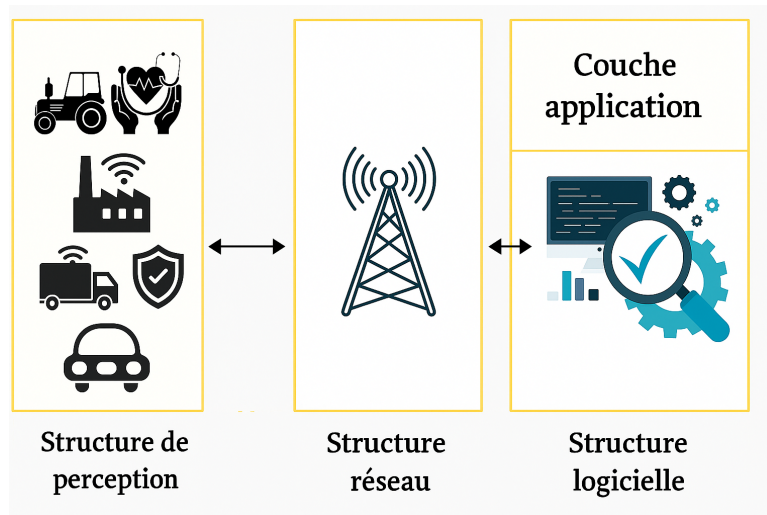 Couche
application
Structure de
perception
Structure
réseau
Structure
logicielle